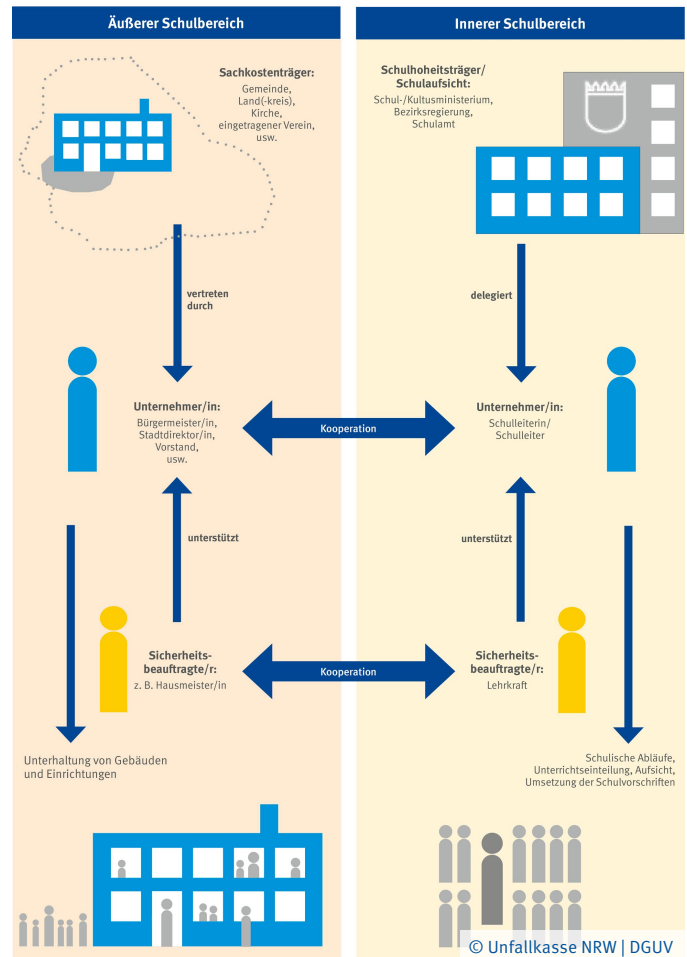 Äußerer Schulbereich
Innerer Schulbereich
Sachkostenträger:
Gemeinde,
Land(-kreis),
Kirche,
eingetragener Verein,
usw.
Schulhoheitsträger/
Schulaufsicht:
Schul-/Kultusministerium,
Bezirksregierung,
Schulamt
vertreten
durch
delegiert
Unternehmer/in:
Bürgermeister/in,
Stadtdirektor/in,
Vorstand,
usw.
Kooperation
Unternehmer/in:
Schulleiterin/
Schulleiter
unterstützt
unterstützt
Sicherheits-
beauftragte/r:
z. B. Hausmeister/in
Kooperation
Sicherheits-
beauftragte/r:
Lehrkraft
Unterhaltung von Gebäuden
und Einrichtungen
Schulische Abläufe,
Unterrichtseinteilung, Aufsicht,
Umsetzung der Schulvorschriften
© Unfallkasse NRW | DGUV